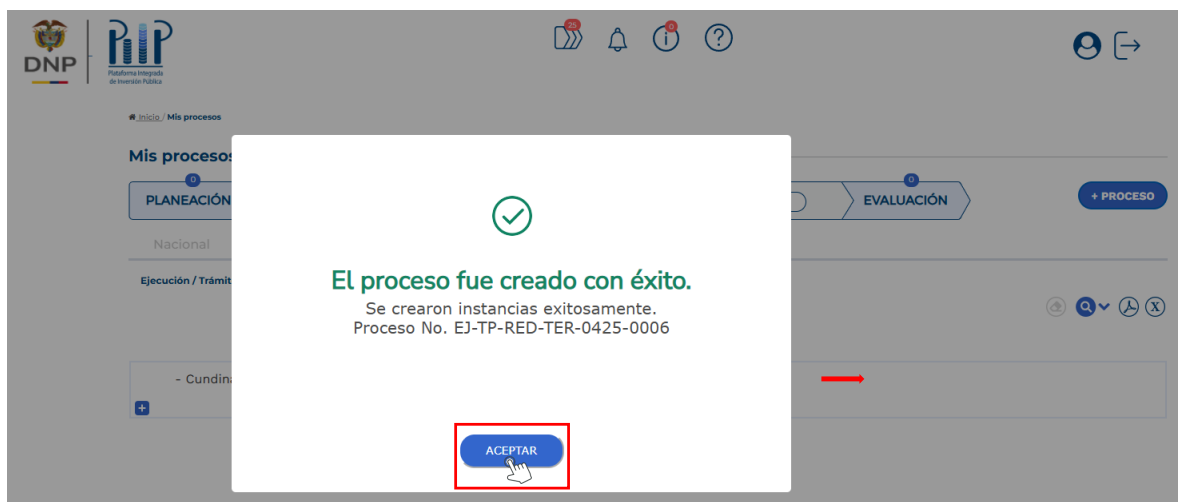 25
0
DNP
PIIP
Plataforma Integrada
de Inversión Pública
Inicio / Mis procesos
Mis procesos
0
0
PLANEACIÓN
EVALUACIÓN
+ PROCESO
Nacional
Ejecución / Trámit
El proceso fue creado con éxito.
Se crearon instancias exitosamente.
Proceso No. EJ-TP-RED-TER-0425-0006
X
- Cundina
ACEPTAR